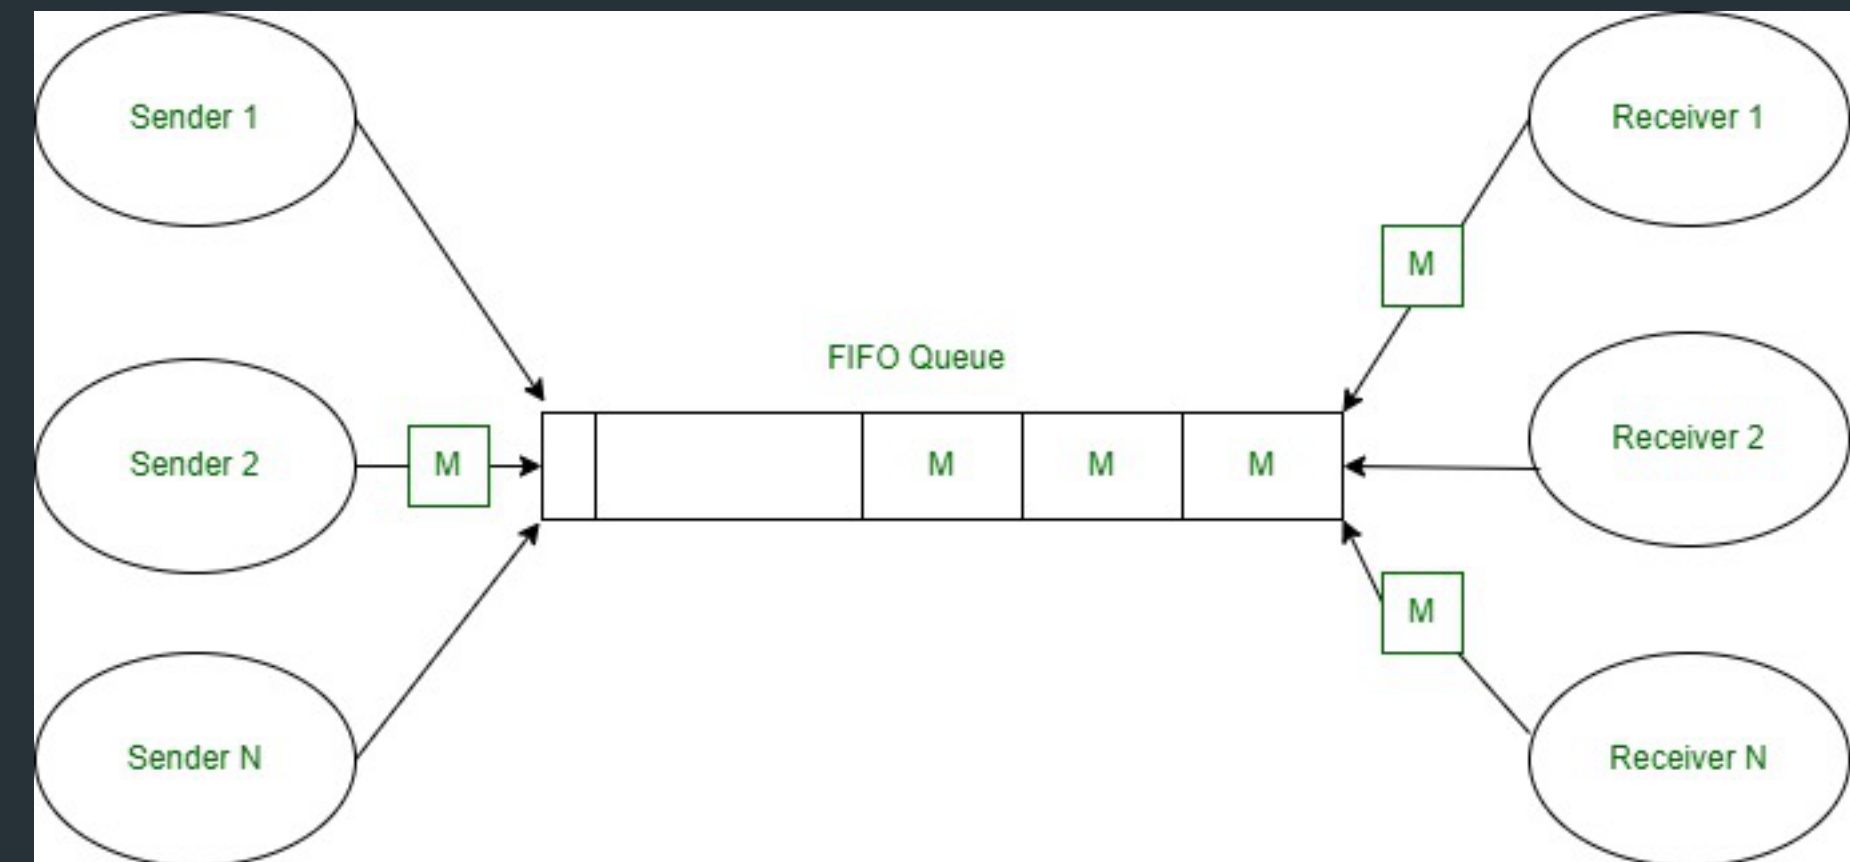 Sender 1
Receiver 1
M
FIFO Queue
Sender 2
M
M
M
M
Receiver 2
M
Sender N
Receiver N